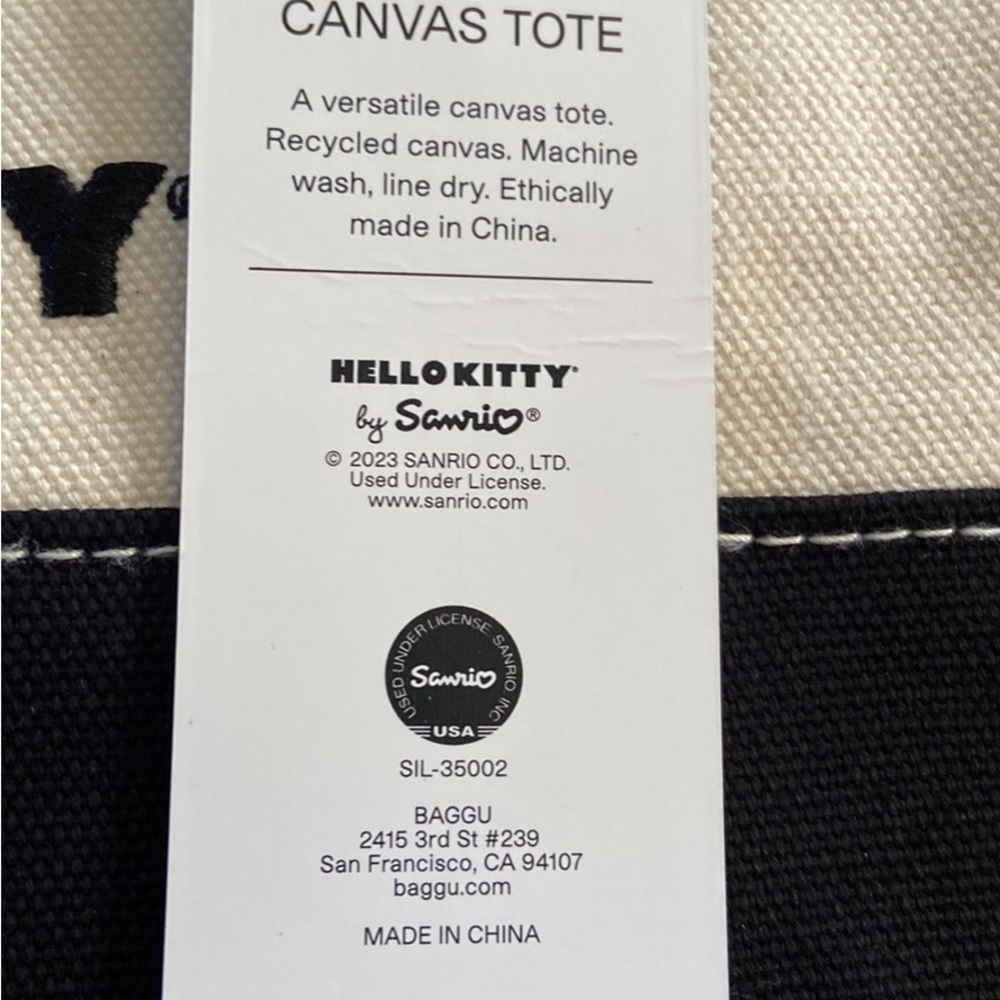 CANVAS TOTE
A versatile canvas tote.
Recycled canvas. Machine
wash, line dry. Ethically
made in China.
Y®
HELLO KITTY®
by Sanrio®
© 2023 SANRIO CO., LTD.
Used Under License.
www.sanrio.com
USED UNDER LICENSE SANRIO INC
Sanrio
USA
SIL-35002
BAGGU
2415 3rd St #239
San Francisco, CA 94107
baggu.com
MADE IN CHINA